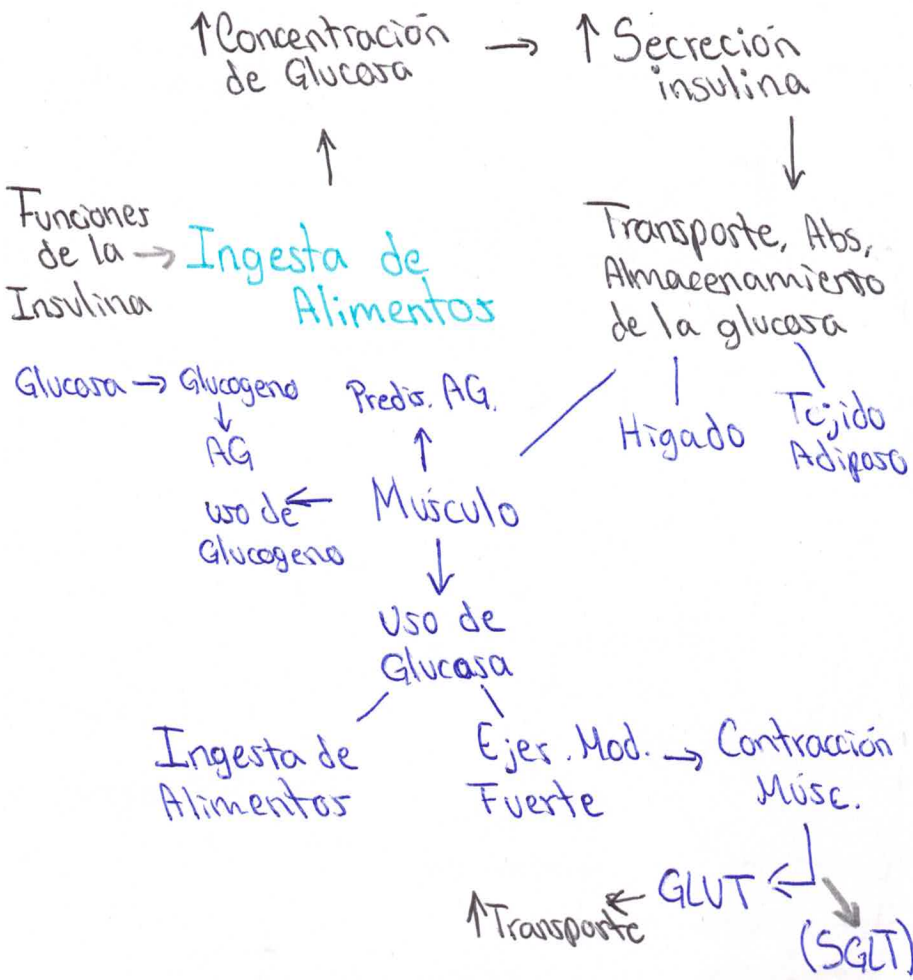 ↑Concentración → ↑ Secreción
de Glucosa insulina
↑ ↓
Funciones
de la → Ingesta de
Insulina Alimentos
Transporte, Abs,
Almacenamiento
de la glucosa
Glucosa → Glucogeno
↓
AG
Predis. AG.
↑
Músculo
Higado
Tejido
Adiposo
uso de ←
Glucogeno
↓
Uso de
Glucosa
Ingesta de
Alimentos
Ejer. Mod. → Contracción
Fuerte Músc.
↑Transporte ← GLUT ←
(SGLT)